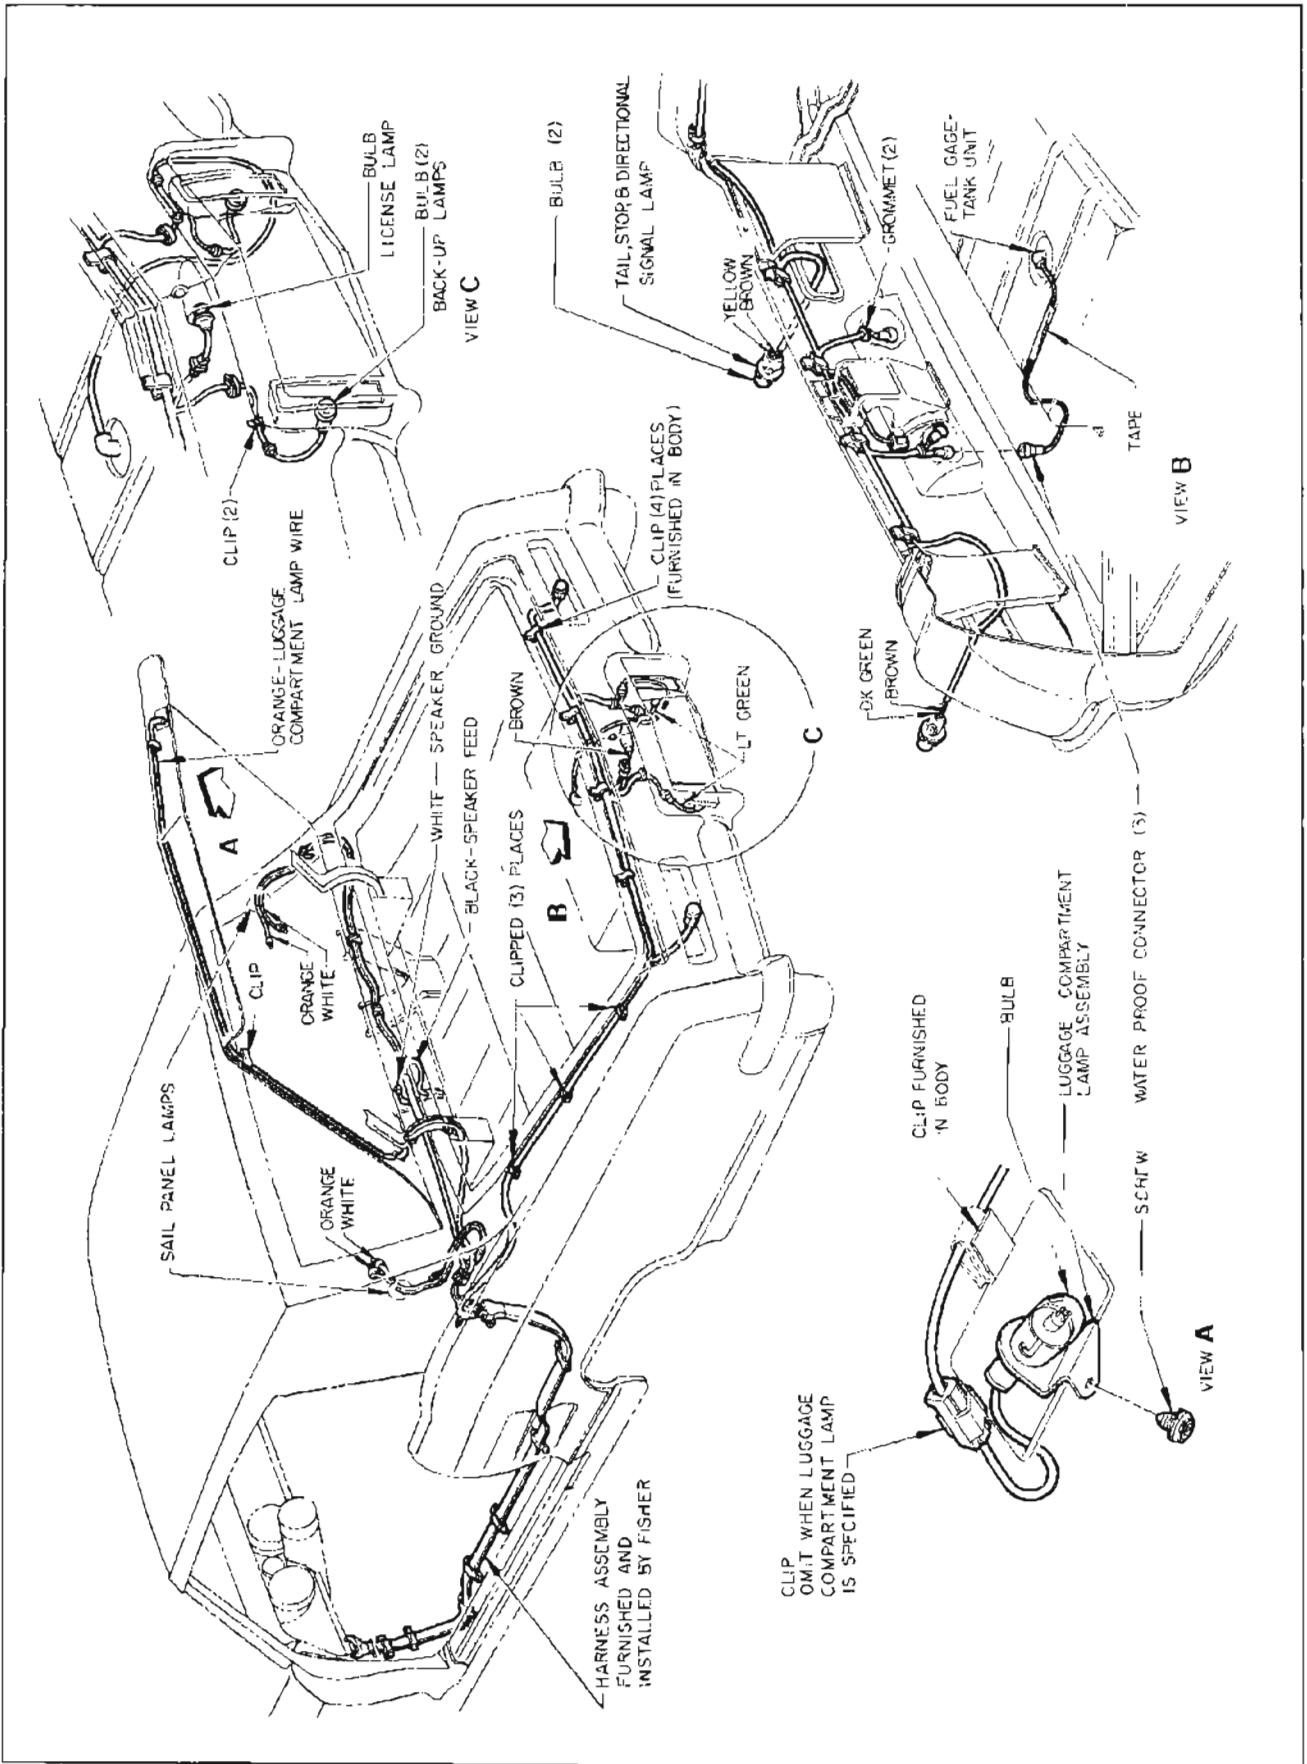 SAIL PANEL LAMPS
ORANGE
WHITE
CLIP
ORANGE
WHITE
A
ORANGE-LUGGAGE
COMPARTMENT LAMP WIRE
WHITE — SPEAKER GROUND
BLACK-SPEAKER FEED
CLIPPED (3) PLACES
BROWN
B
CLIP (4) PLACES
(FURNISHED IN BODY)
LT GREEN
C
HARNESS ASSEMBLY
FURNISHED AND
INSTALLED BY FISHER
CLIP (2)
BULB
LICENSE LAMP
BULB (2)
BACK-UP LAMPS
VIEW C
BULB (2)
TAIL, STOP, & DIRECTIONAL
SIGNAL LAMP
YELLOW
BROWN
GROMMET (2)
FUEL GAGE-
TANK UNIT
DK GREEN
BROWN
TAPE
VIEW B
CLIP
OMIT WHEN LUGGAGE
COMPARTMENT LAMP
IS SPECIFIED
CLIP FURNISHED
IN BODY
BULB
LUGGAGE COMPARTMENT
LAMP ASSEMBLY
SCREW
WATER PROOF CONNECTOR (3)
VIEW A